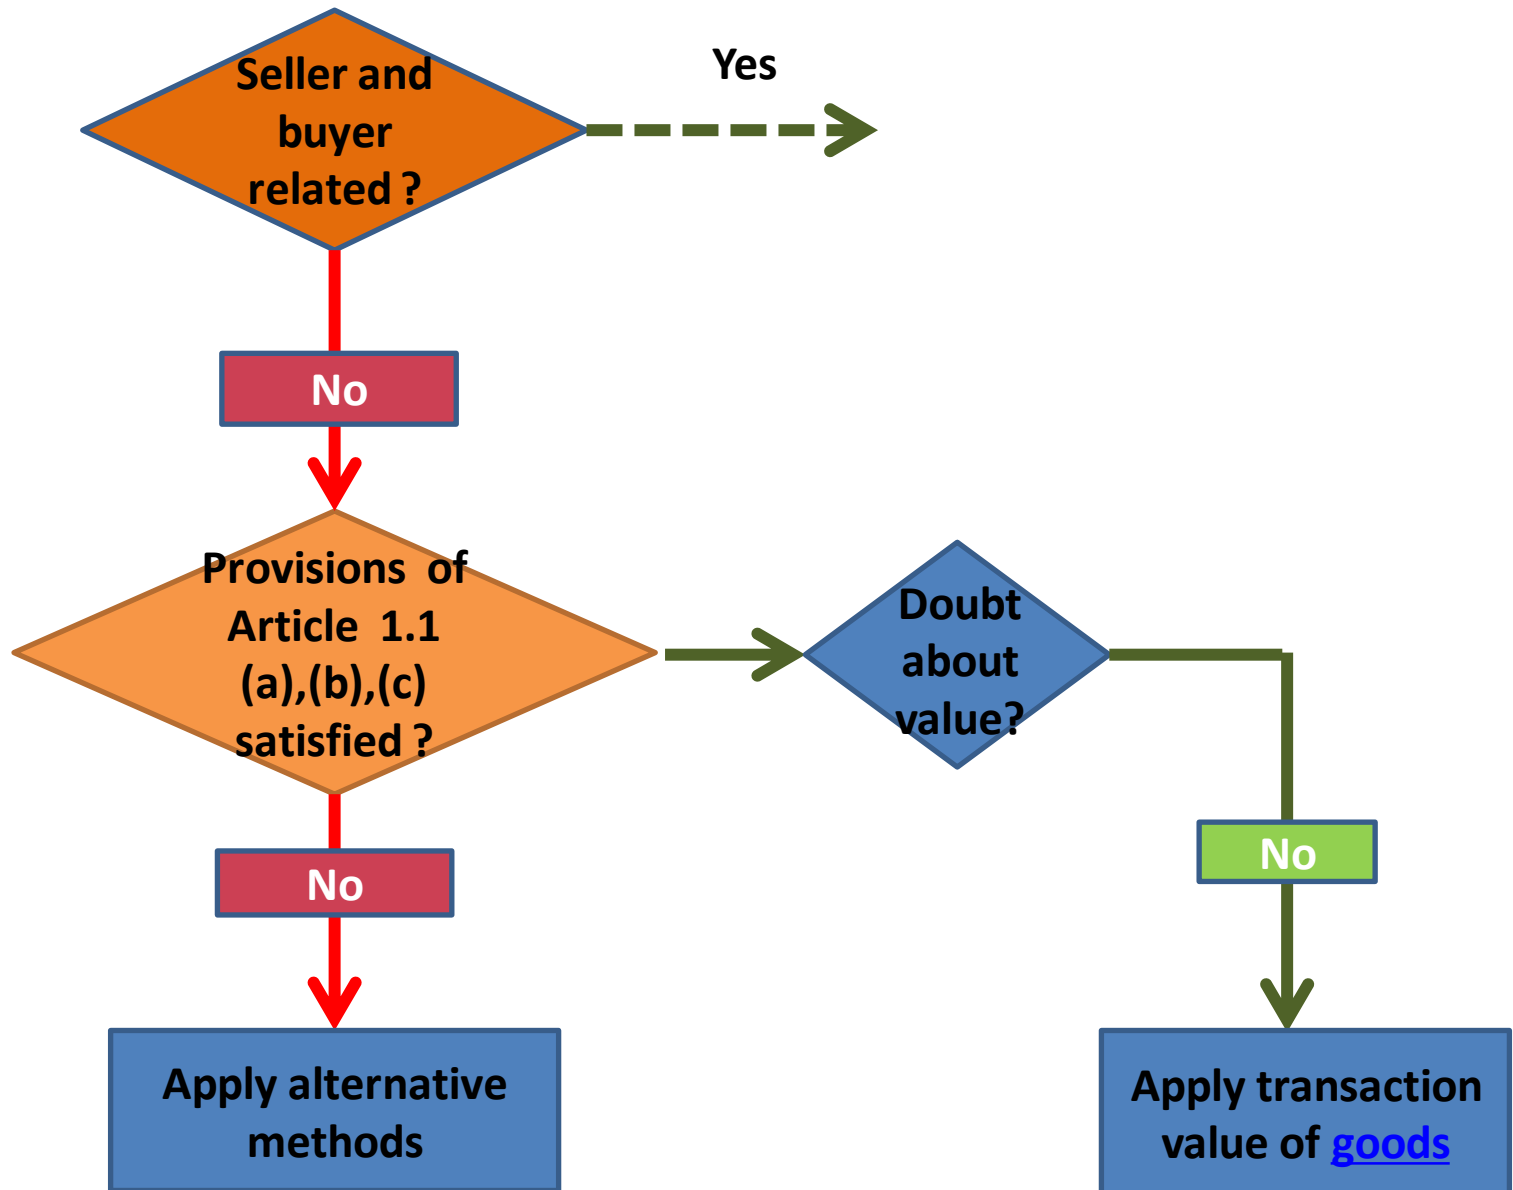 Seller and
buyer
related ?
Yes
No
Provisions of
Article 1.1
(a),(b),(c)
satisfied ?
Doubt
about
value?
No
No
Apply alternative
methods
Apply transaction
value of goods